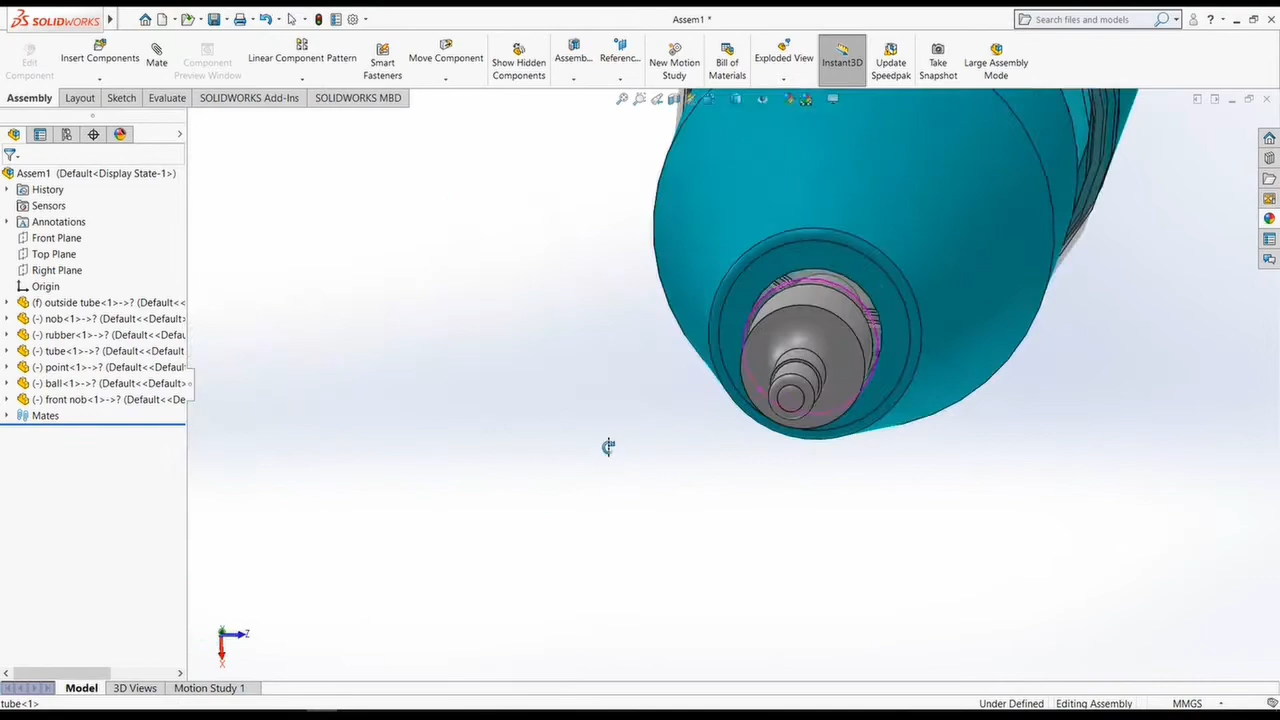 SOLIDWORKS
Assem1 *
Search files and models
Edit Component
Insert Components
Mate
Component Preview Window
Linear Component Pattern
Smart Fasteners
Move Component
Show Hidden Components
Assemb...
Referenc...
New Motion Study
Bill of Materials
Exploded View
Instant3D
Update Speedpak
Take Snapshot
Large Assembly Mode
Assembly
Layout
Sketch
Evaluate
SOLIDWORKS Add-Ins
SOLIDWORKS MBD
Assem1 (Default<Display State-1>)
History
Sensors
Annotations
Front Plane
Top Plane
Right Plane
Origin
(f) outside tube<1>->? (Default<<
(-) nob<1>->? (Default<<Default
(-) rubber<1>->? (Default<<Defau
(-) tube<1>->? (Default<<Default
(-) point<1>->? (Default<<Defaul
(-) ball<1>->? (Default<<Default>
(-) front nob<1>->? (Default<<De
Mates
Y
Z
X
Model
3D Views
Motion Study 1
tube<1>
Under Defined
Editing Assembly
MMGS